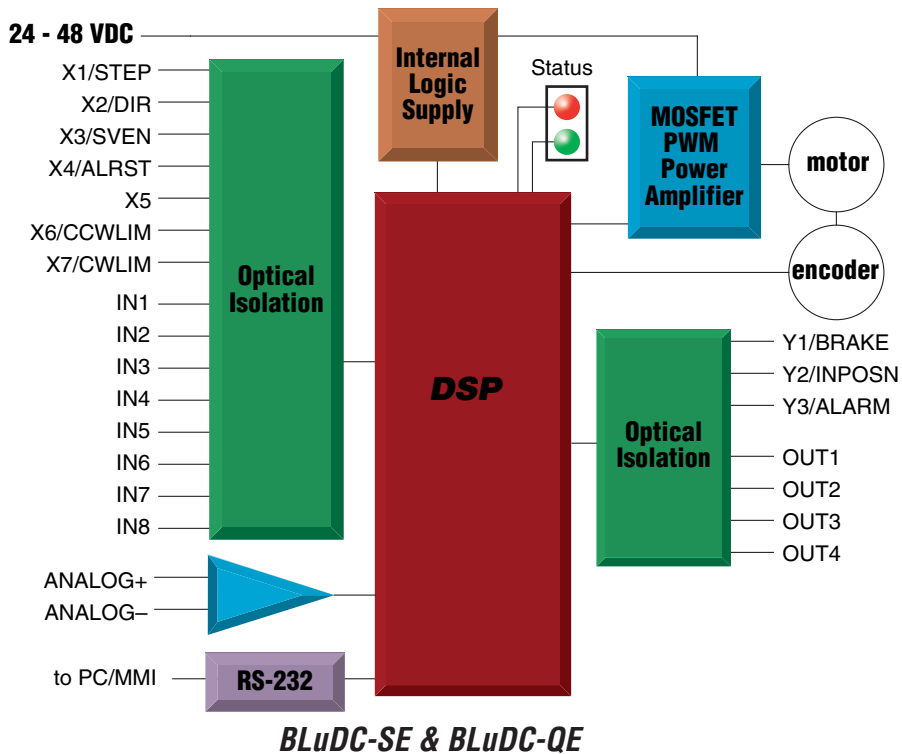 24 - 48 VDC
X1/STEP
X2/DIR
X3/SVEN
X4/ALRST
X5
X6/CCWLIM
X7/CWLIM
IN1
IN2
IN3
IN4
IN5
IN6
IN7
IN8
ANALOG+
ANALOG–
to PC/MMI
Optical
Isolation
RS-232
Internal
Logic
Supply
Status
DSP
MOSFET
PWM
Power
Amplifier
motor
encoder
Optical
Isolation
Y1/BRAKE
Y2/INPOSN
Y3/ALARM
OUT1
OUT2
OUT3
OUT4
BLuDC-SE & BLuDC-QE